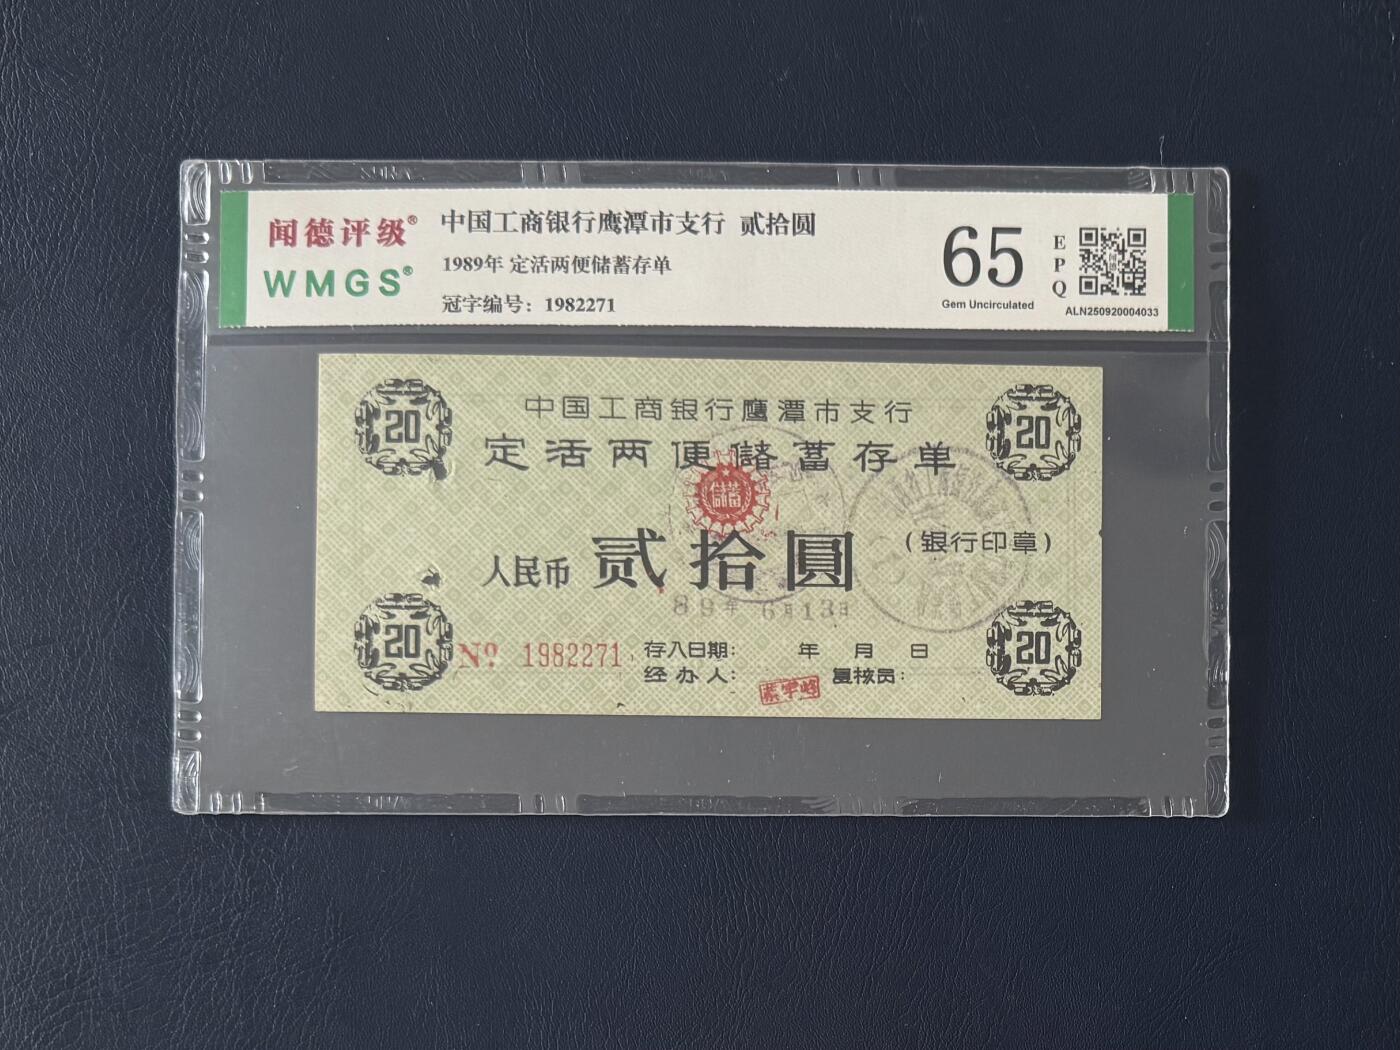 闻德评级®
WMGS®
中国工商银行鹰潭市支行 贰拾圆
1989年 定活两便储蓄存单
冠字编号：1982271
65
EPQ
Gem Uncirculated
ALN250920004033
20
20
中国工商银行鹰潭市支行
定活两便儲蓄存单
儲蓄
（银行印章）
人民币 贰拾圓
89年 6月13日
20
20
Nº 1982271
存入日期： 年 月 日
经办人： 复核员：